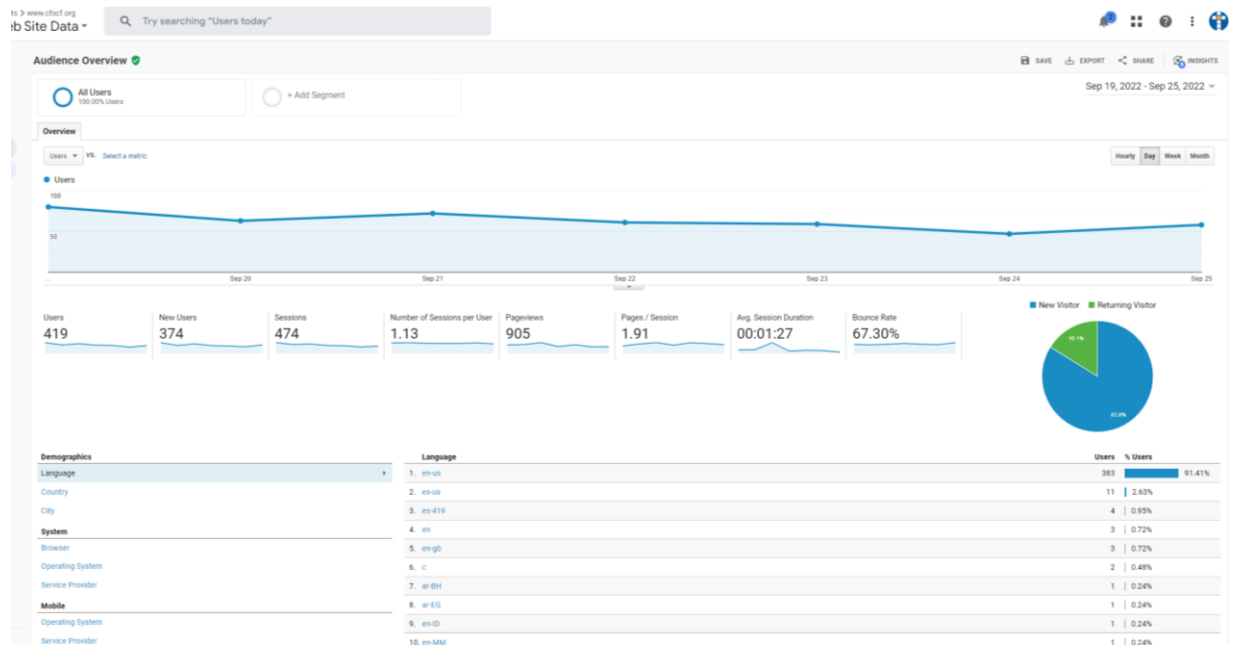 ts > www.cfocf.org
eb Site Data
Try searching "Users today"
2
Audience Overview
SAVE EXPORT SHARE INSIGHTS
All Users
100.00% Users
+ Add Segment
Sep 19, 2022 - Sep 25, 2022
Overview
Users VS. Select a metric
Hourly Day Week Month
Users
100
50
... Sep 20 Sep 21 Sep 22 Sep 23 Sep 24 Sep 25
New Visitor Returning Visitor
Users New Users Sessions Number of Sessions per User Pageviews Pages / Session Avg. Session Duration Bounce Rate
419 374 474 1.13 905 1.91 00:01:27 67.30%
Demographics
Language
Country
City
System
Browser
Operating System
Service Provider
Mobile
Operating System
Service Provider
Language Users % Users
1. en-us 383 91.41%
2. es-us 11 2.63%
3. es-419 4 0.95%
4. en 3 0.72%
5. en-gb 3 0.72%
6. c 2 0.48%
7. ar-BH 1 0.24%
8. ar-EG 1 0.24%
9. en-ID 1 0.24%
10. en-MM 1 0.24%